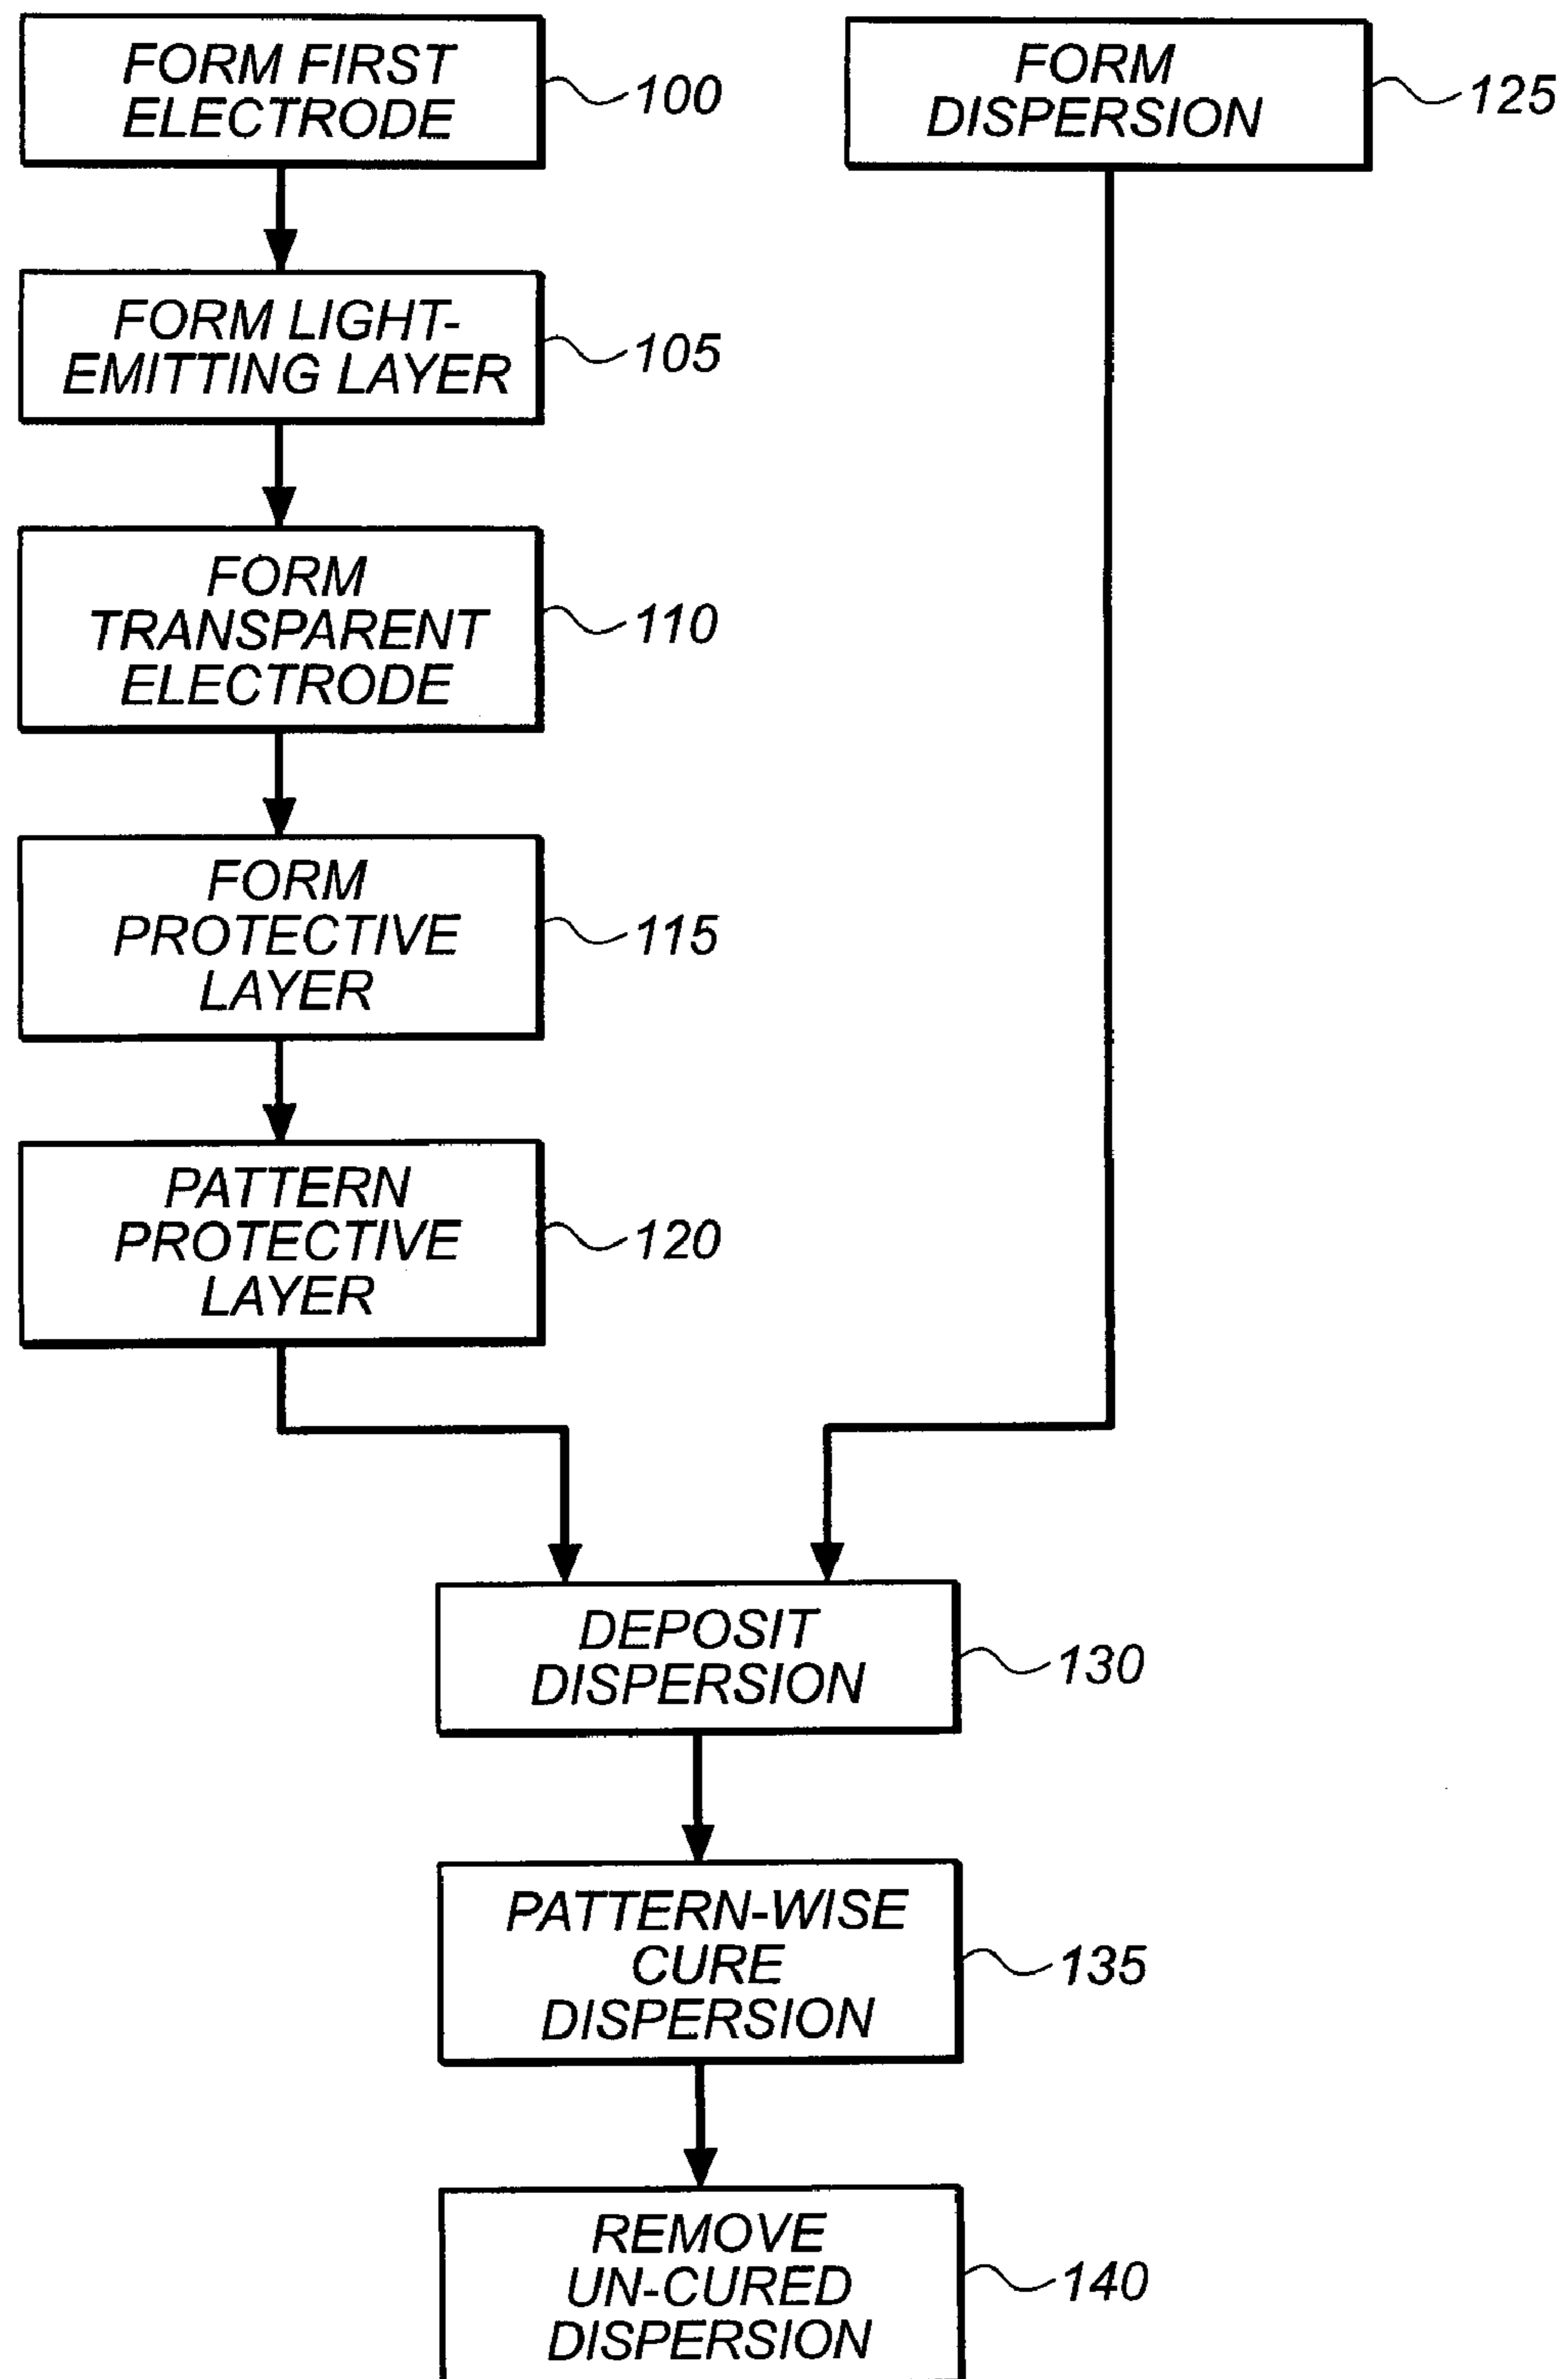 FORM FIRST
ELECTRODE
100
FORM
DISPERSION
125
FORM LIGHT-
EMITTING LAYER
105
FORM
TRANSPARENT
ELECTRODE
110
FORM
PROTECTIVE
LAYER
115
PATTERN
PROTECTIVE
LAYER
120
DEPOSIT
DISPERSION
130
PATTERN-WISE
CURE
DISPERSION
135
REMOVE
UN-CURED
DISPERSION
140